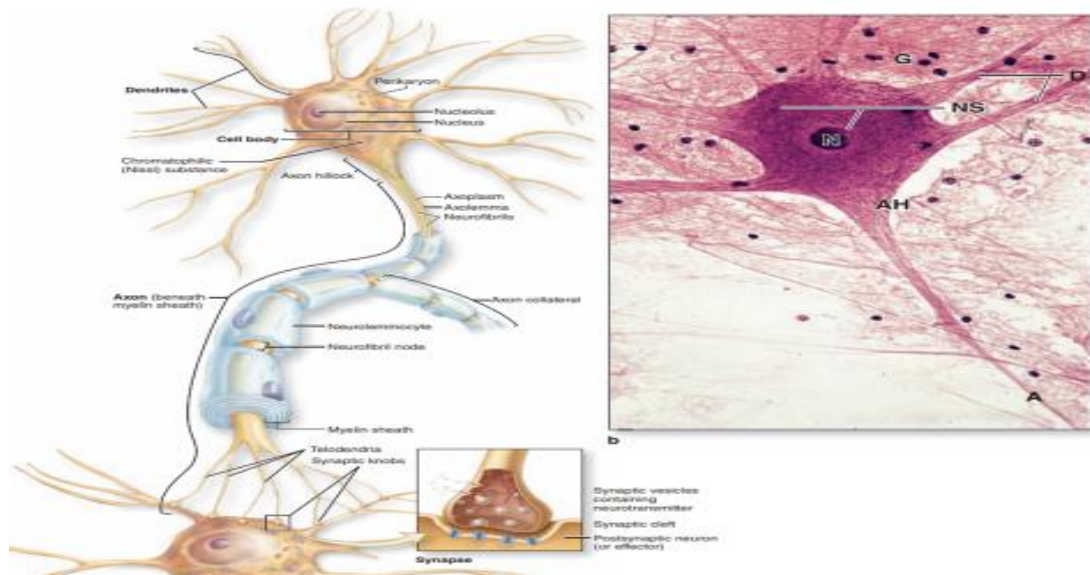 Dendrites
Perikaryon
Nucleolus
Nucleus
Cell body
Chromatophilic
(Nissl) substance
Axon hillock
Axoplasm
Axolemma
Neurofibrils
Axon (beneath
myelin sheath)
Axon collateral
Neurolemmocyte
Neurofibril node
Myelin sheath
Telodendria
Synaptic knobs
Synaptic vesicles
containing
neurotransmitter
Synaptic cleft
Postsynaptic neuron
(or effector)
Synapse
G
D
NS
N
AH
A
b